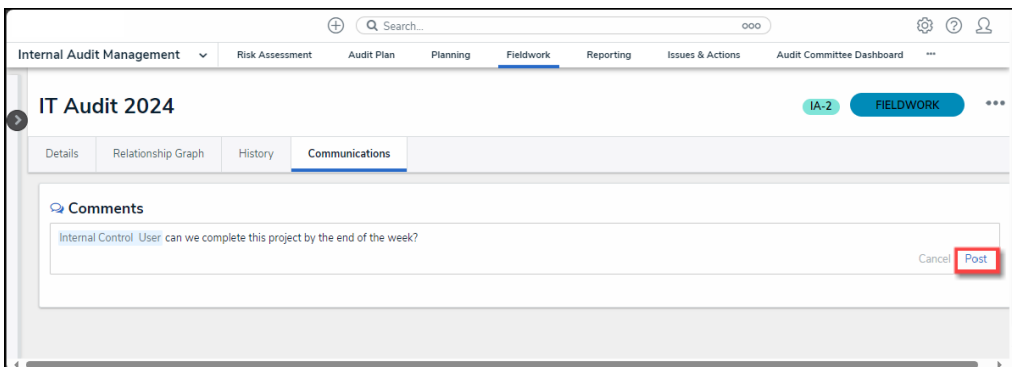 Search...
Internal Audit Management Risk Assessment Audit Plan Planning Fieldwork Reporting Issues & Actions Audit Committee Dashboard
IT Audit 2024 IA-2 FIELDWORK
Details Relationship Graph History Communications
Comments
Internal Control User can we complete this project by the end of the week?
Cancel Post